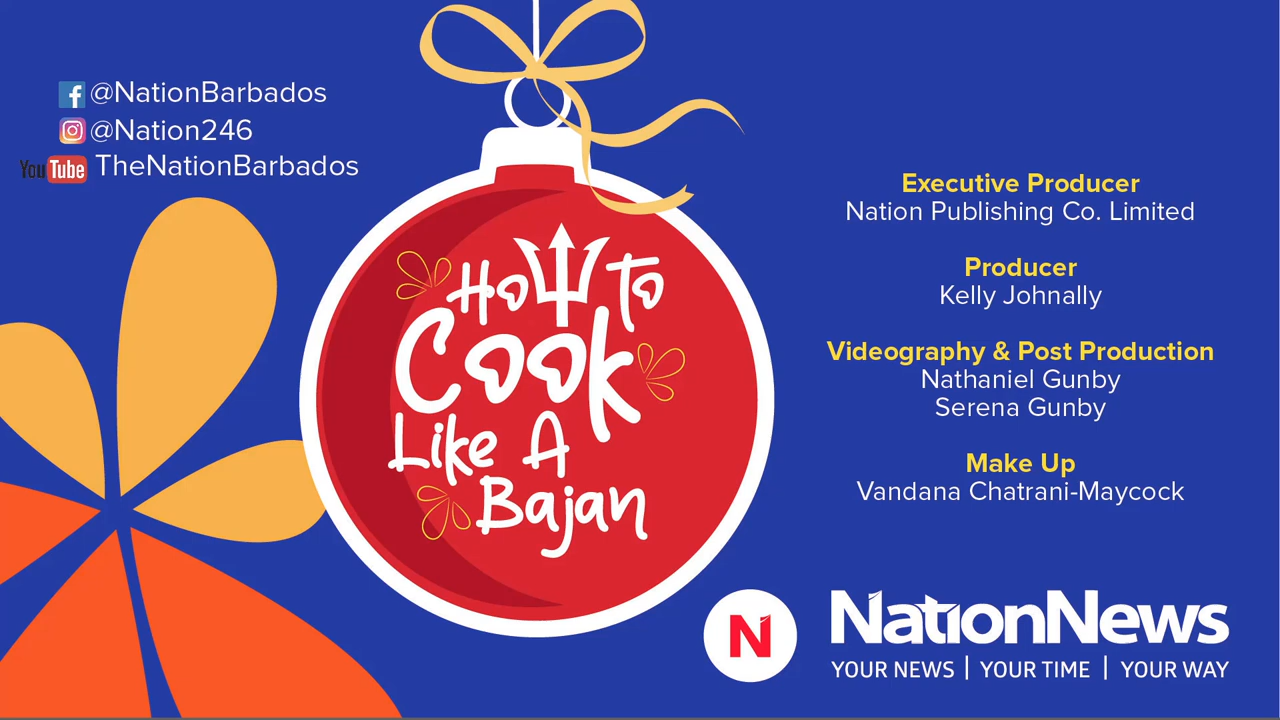 @NationBarbados
@Nation246
YouTube TheNationBarbados
How to
Cook
Like A
Bajan
Executive Producer
Nation Publishing Co. Limited
Producer
Kelly Johnally
Videography & Post Production
Nathaniel Gunby
Serena Gunby
Make Up
Vandana Chatrani-Maycock
N NationNews
YOUR NEWS | YOUR TIME | YOUR WAY